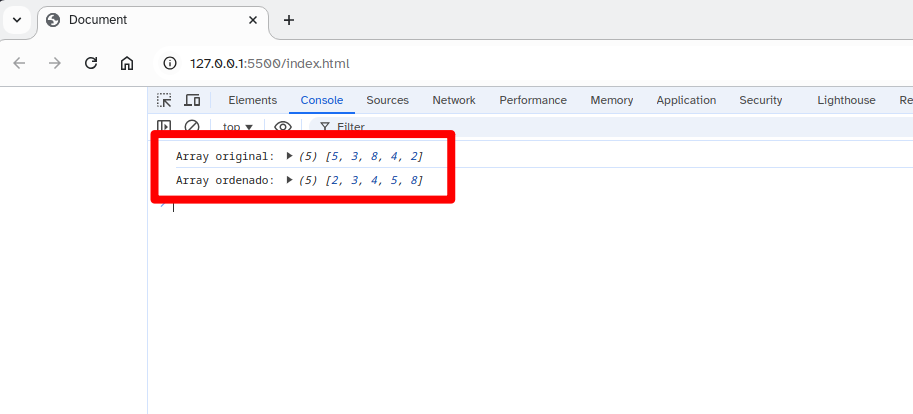 Document
127.0.0.1:5500/index.html
Elements Console Sources Network Performance Memory Application Security Lighthouse Re
top Filter
Array original: (5) [5, 3, 8, 4, 2]
Array ordenado: (5) [2, 3, 4, 5, 8]